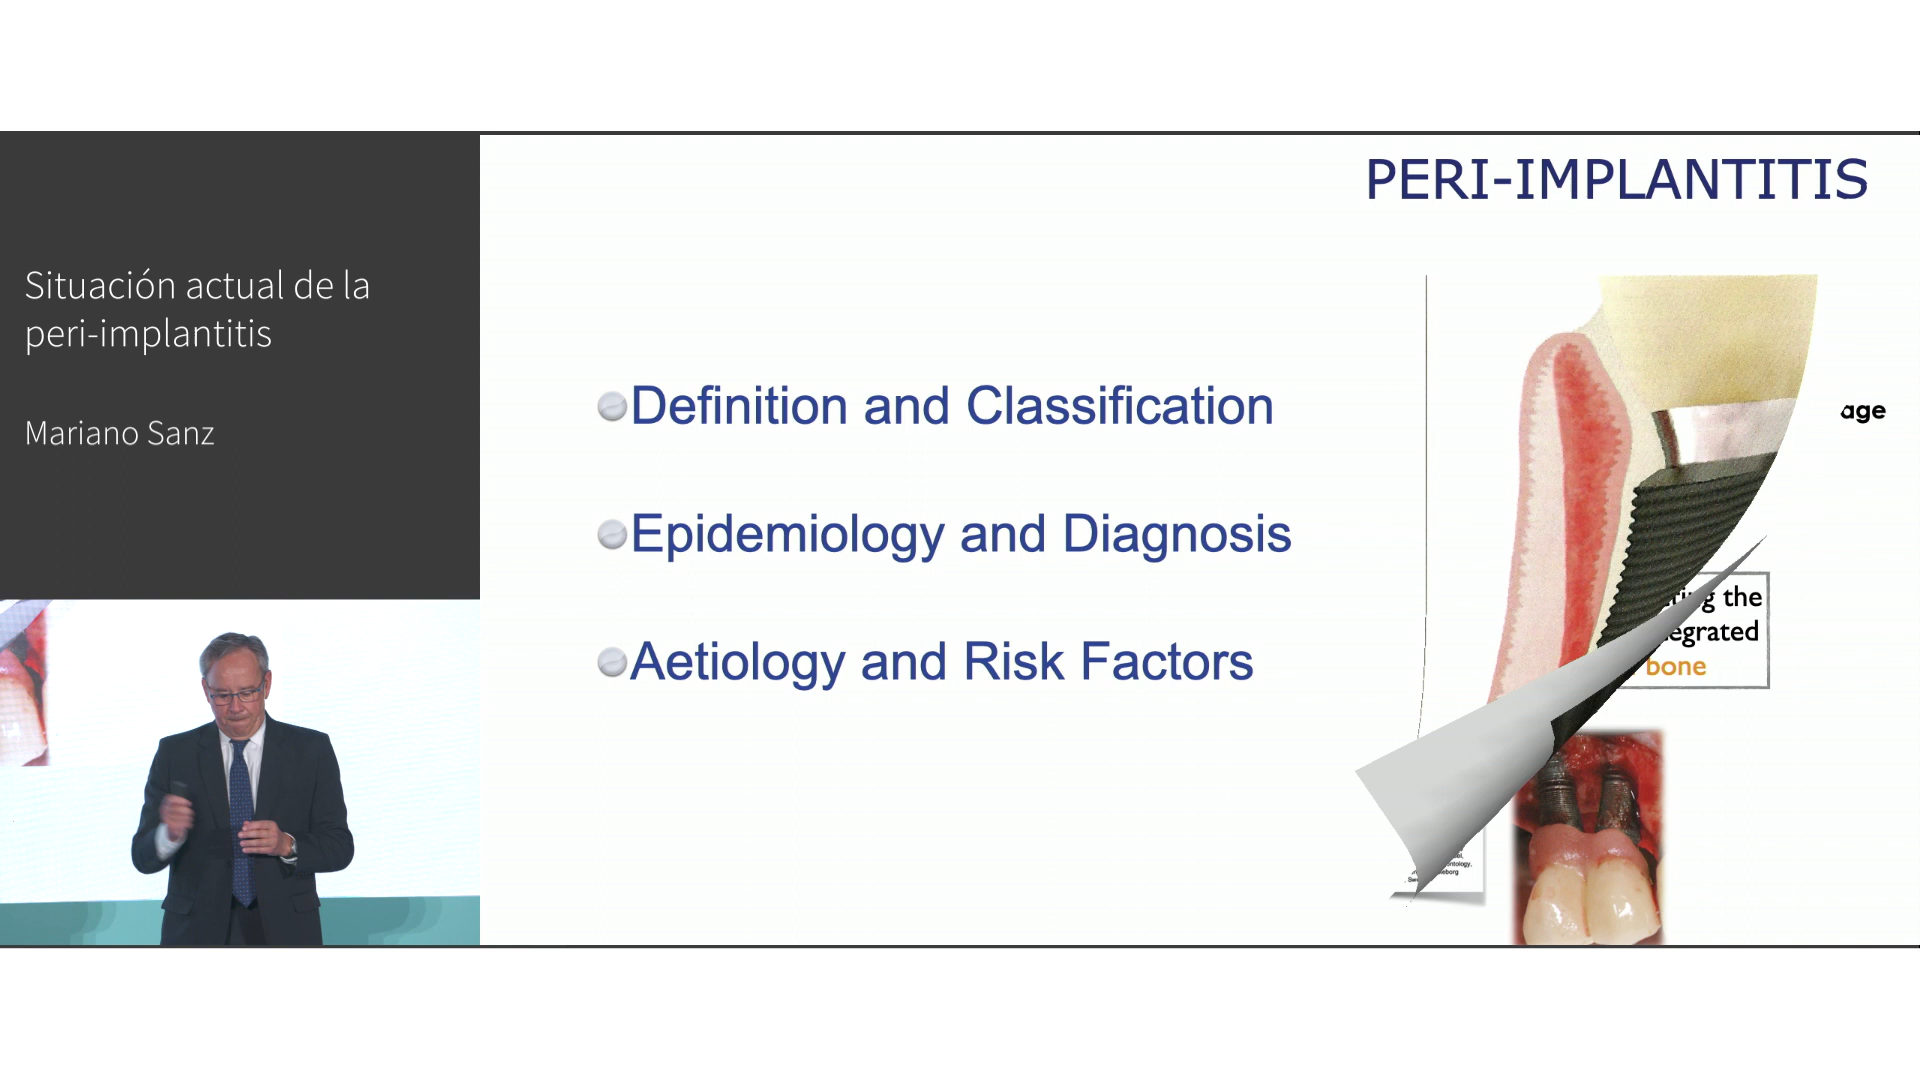 Situación actual de la
peri-implantitis
Mariano Sanz
PERI-IMPLANTITIS
Definition and Classification
Epidemiology and Diagnosis
Aetiology and Risk Factors
age
the
bone